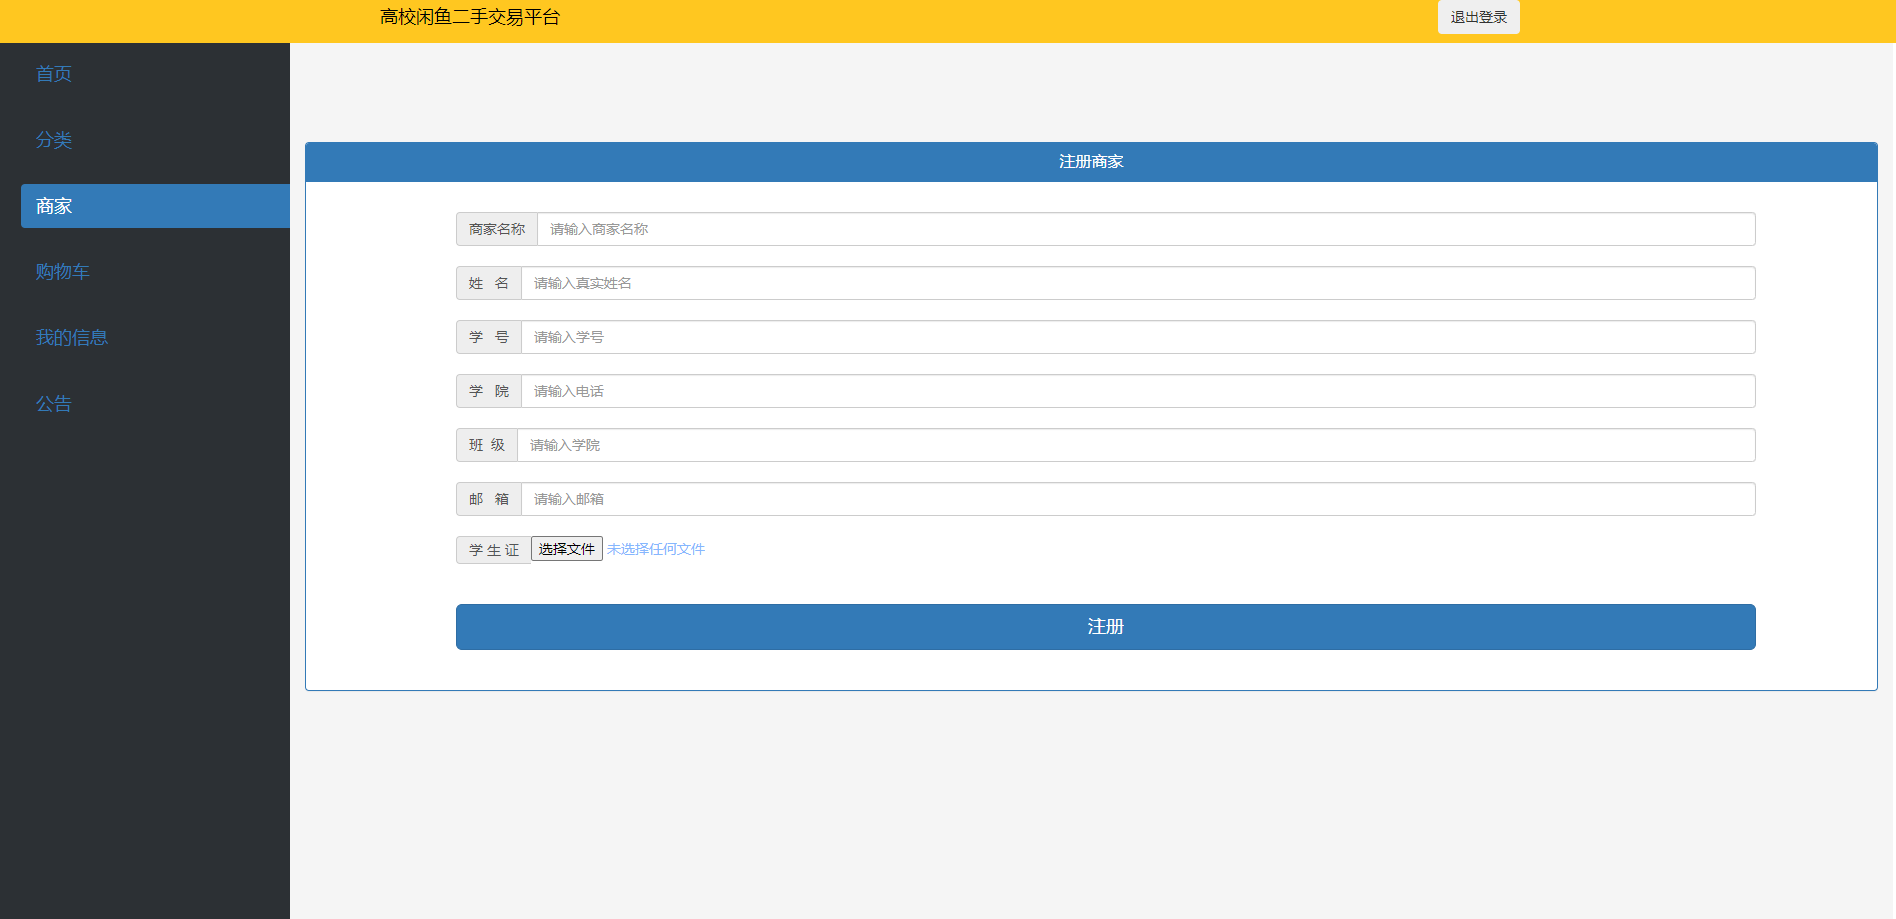 高校闲鱼二手交易平台
退出登录
首页
分类
商家
购物车
我的信息
公告
注册商家
商家名称 请输入商家名称
姓 名 请输入真实姓名
学 号 请输入学号
学 院 请输入电话
班 级 请输入学院
邮 箱 请输入邮箱
学 生 证 选择文件 未选择任何文件
注册